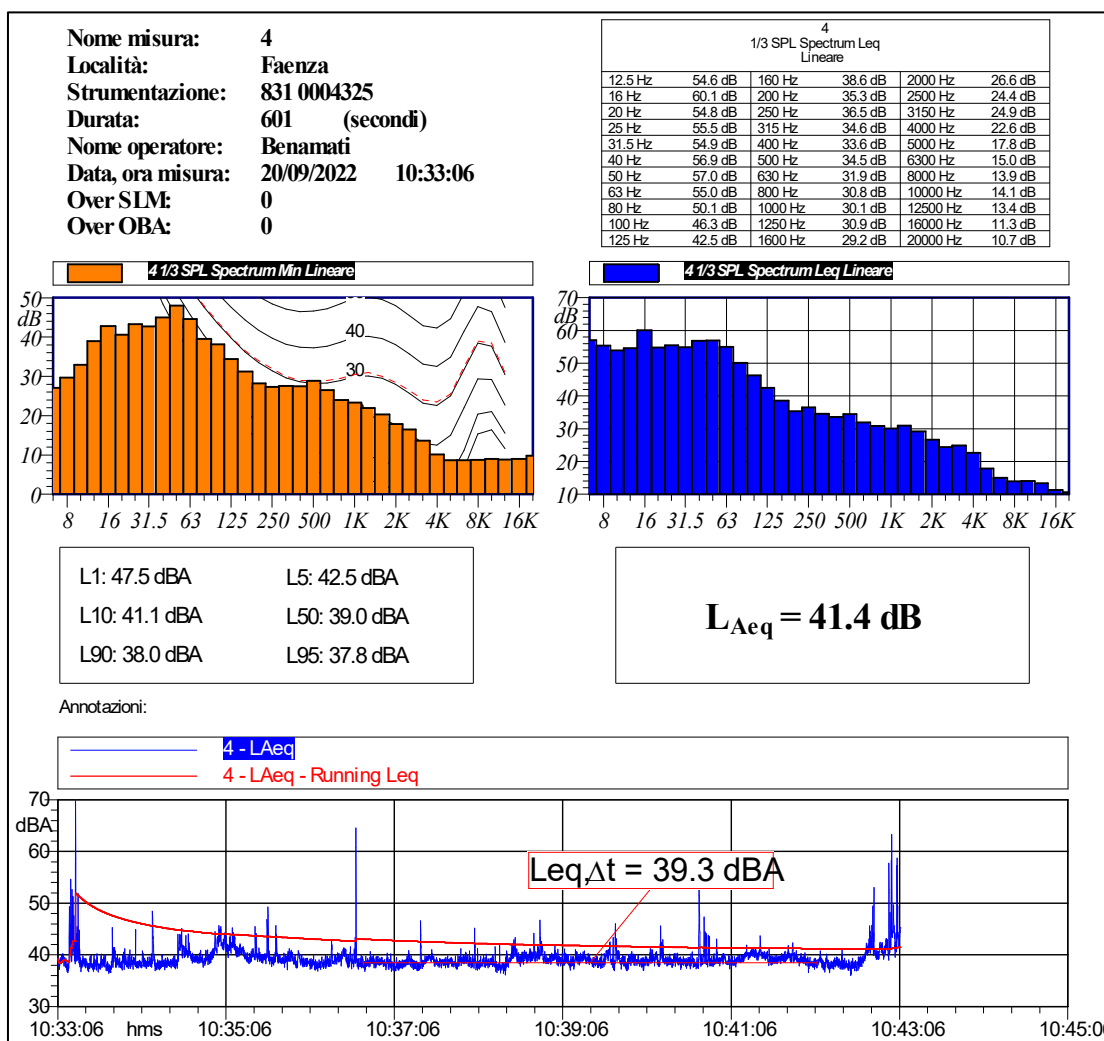 Nome misura: 4
Località: Faenza
Strumentazione: 831 0004325
Durata: 601 (secondi)
Nome operatore: Benamati
Data, ora misura: 20/09/2022 10:33:06
Over SLM: 0
Over OBA: 0
4
1/3 SPL Spectrum Leq
Lineare
12.5 Hz 54.6 dB 160 Hz 38.6 dB 2000 Hz 26.6 dB
16 Hz 60.1 dB 200 Hz 35.3 dB 2500 Hz 24.4 dB
20 Hz 54.8 dB 250 Hz 36.5 dB 3150 Hz 24.9 dB
25 Hz 55.5 dB 315 Hz 34.6 dB 4000 Hz 22.6 dB
31.5 Hz 54.9 dB 400 Hz 33.6 dB 5000 Hz 17.8 dB
40 Hz 56.9 dB 500 Hz 34.5 dB 6300 Hz 15.0 dB
50 Hz 57.0 dB 630 Hz 31.9 dB 8000 Hz 13.9 dB
63 Hz 55.0 dB 800 Hz 30.8 dB 10000 Hz 14.1 dB
80 Hz 50.1 dB 1000 Hz 30.1 dB 12500 Hz 13.4 dB
100 Hz 46.3 dB 1250 Hz 30.9 dB 16000 Hz 11.3 dB
125 Hz 42.5 dB 1600 Hz 29.2 dB 20000 Hz 10.7 dB
4 1/3 SPL Spectrum Min Lineare
50
dB
40
30
20
10
0
40
30
8 16 31.5 63 125 250 500 1K 2K 4K 8K 16K
4 1/3 SPL Spectrum Leq Lineare
70
dB
60
50
40
30
20
10
8 16 31.5 63 125 250 500 1K 2K 4K 8K 16K
L1: 47.5 dBA L5: 42.5 dBA
L10: 41.1 dBA L50: 39.0 dBA
L90: 38.0 dBA L95: 37.8 dBA
LAeq = 41.4 dB
Annotazioni:
4 - LAeq
4 - LAeq - Running Leq
70
dBA
60
50
40
30
Leq,Δt = 39.3 dBA
10:33:06 hms 10:35:06 10:37:06 10:39:06 10:41:06 10:43:06 10:45:0